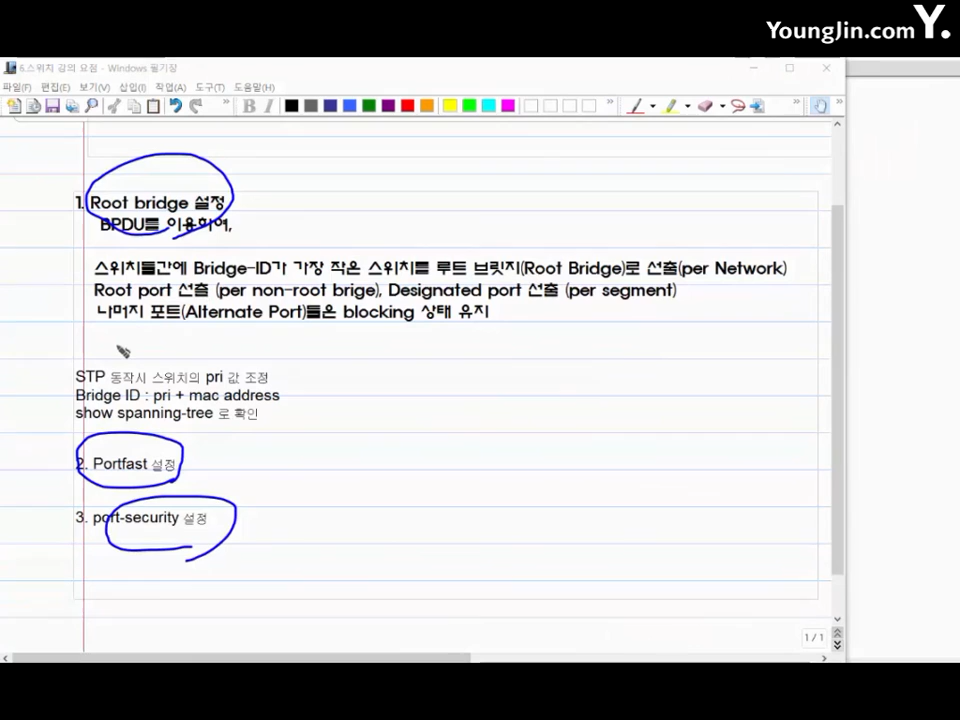 YoungJin.com Y.
6.스위치 강의 요점 - Windows 필기장
파일(F) 편집(E) 보기(V) 삽입(I) 작업(A) 도구(T) 도움말(H)
B I
1. Root bridge 설정
BPDU를 이용하여,
스위치들간에 Bridge-ID가 가장 작은 스위치를 루트 브릿지(Root Bridge)로 선출(per Network)
Root port 선출 (per non-root brige), Designated port 선출 (per segment)
나머지 포트(Alternate Port)들은 blocking 상태 유지
STP 동작시 스위치의 pri 값 조정
Bridge ID : pri + mac address
show spanning-tree 로 확인
2. Portfast 설정
3. port-security 설정
1 / 1